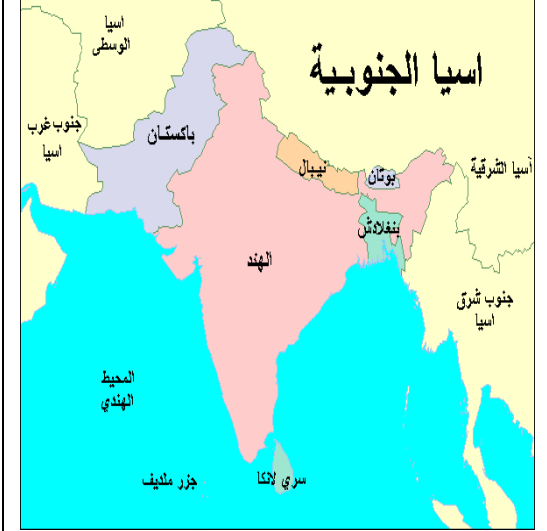 اسيا الجنوبية
اسيا
الوسطى
جنوب غرب
اسيا
باكستان
نيبال
بوتان
آسيا الشرقية
بنغلادش
الهند
جنوب شرق
اسيا
المحيط
الهندي
سري لانكا
جزر ملديف